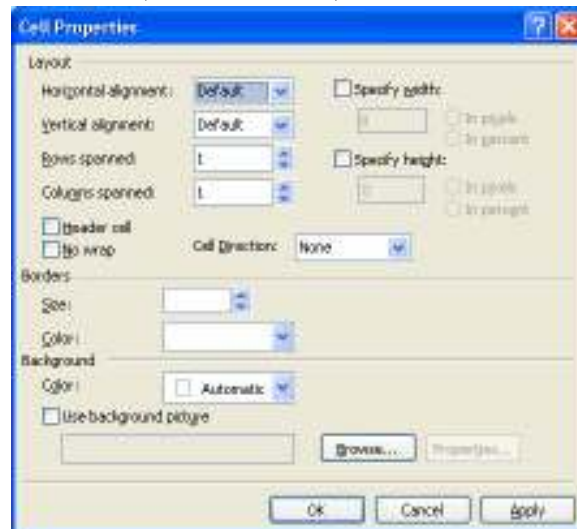 Cell Properties
Layout
Horizontal alignment: Default Specify width:
Vertical alignment: Default 0 In pixels
In percent
Rows spanned: 1 Specify height:
Columns spanned: 1 0 In pixels
In percent
Header cell
No wrap Cell Direction: None
Borders
Size:
Color:
Background
Color: Automatic
Use background picture
Browse... Properties...
OK Cancel Apply